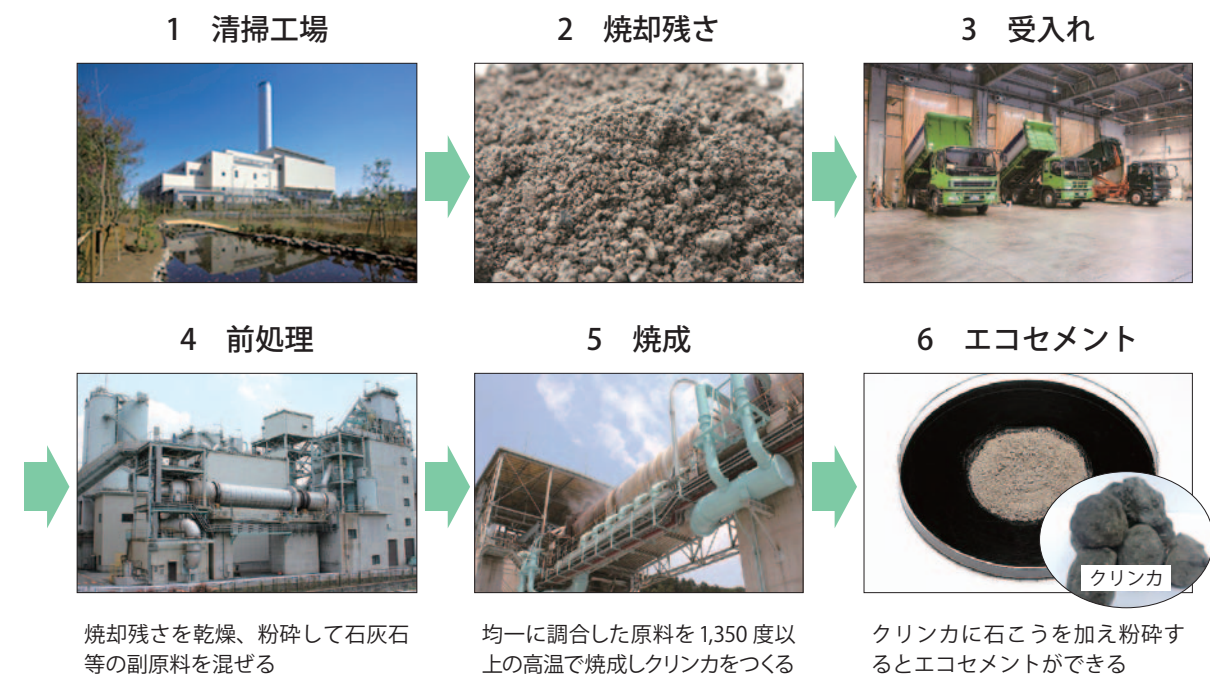 1　清掃工場
2　焼却残さ
3　受入れ
4　前処理
5　焼成
6　エコセメント
クリンカ
焼却残さを乾燥、粉砕して石灰石
等の副原料を混ぜる
均一に調合した原料を1,350 度以
上の高温で焼成しクリンカをつくる
クリンカに石こうを加え粉砕す
るとエコセメントができる